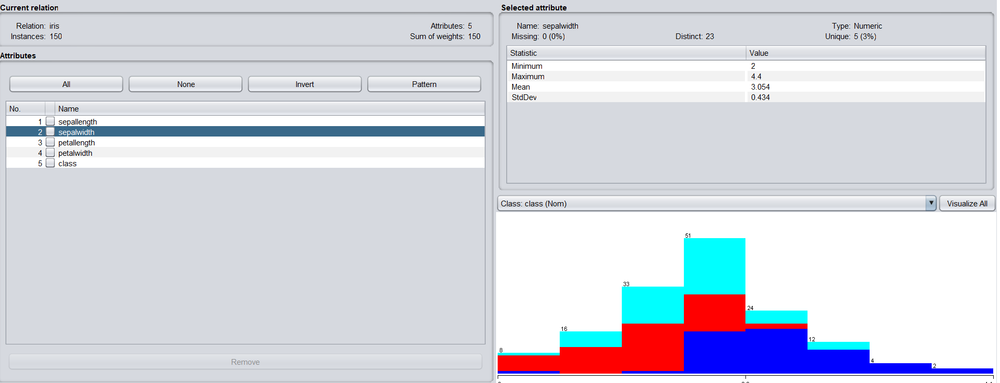 Current relation
Relation: iris
Attributes: 5
Instances: 150
Sum of weights: 150
Attributes
All
None
Invert
Pattern
No.
Name
1 sepallength
2 sepalwidth
3 petallength
4 petalwidth
5 class
Remove
Selected attribute
Name: sepalwidth
Type: Numeric
Missing: 0 (0%)
Distinct: 23
Unique: 5 (3%)
Statistic
Value
Minimum 2
Maximum 4.4
Mean 3.054
StdDev 0.434
Class: class (Nom)
Visualize All
8
16
33
51
24
12
4
2